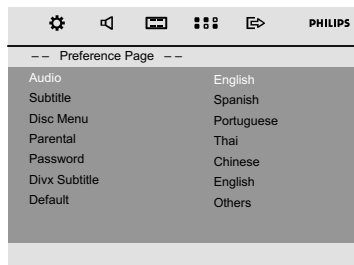 PHILIPS
-- Preference Page --
Audio English
Subtitle Spanish
Disc Menu Portuguese
Parental Thai
Password Chinese
Divx Subtitle English
Default Others